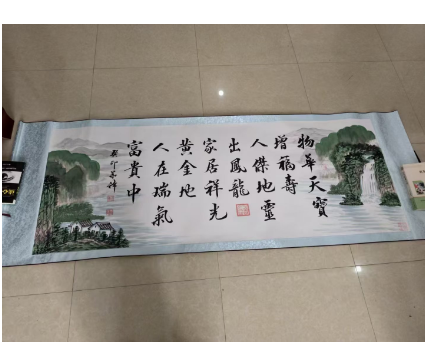 物華天寶
增福壽
人傑地靈
出鳳龍
家居祥光
黃金地
人在瑞氣
富貴中